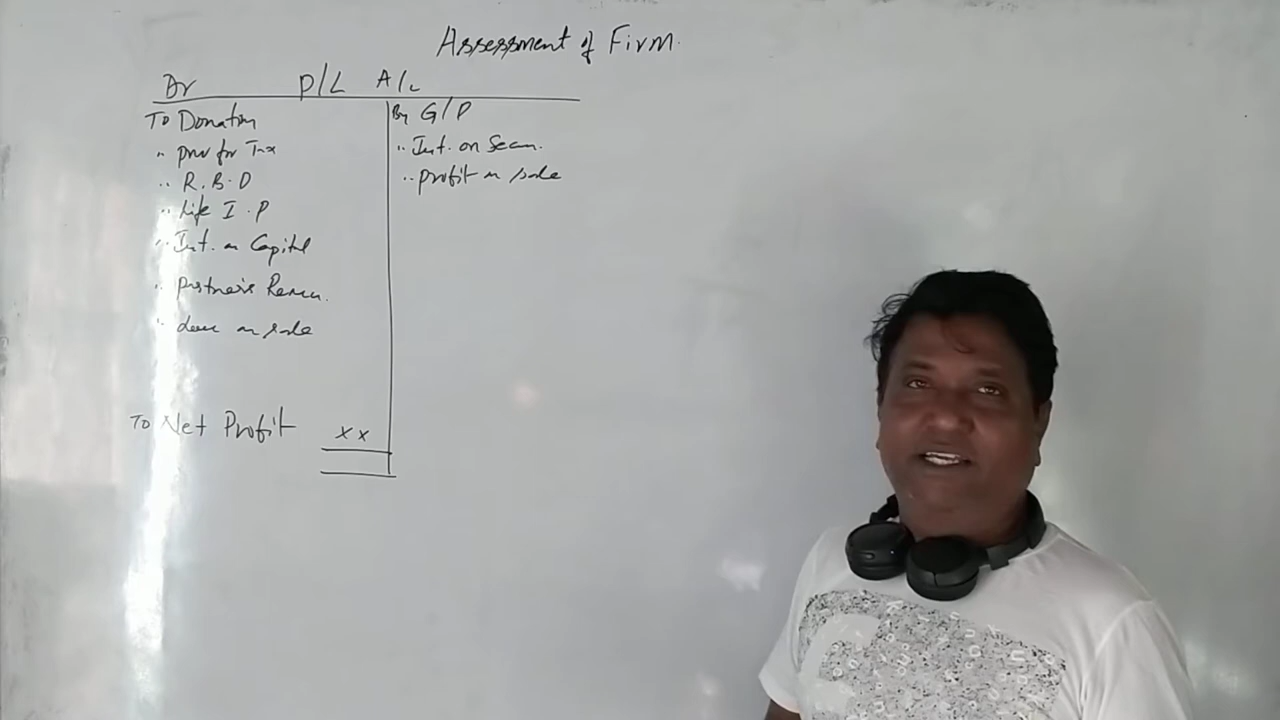 Assessment of Firm.
Dr P/L A/c
To Donation
" prov for Tax
" R.B.D
" Life I.P
" Int. on Capital
" partner's Remu.
" loss on sale
To Net Profit xx
By G/P
" Int. on Secu.
" profit on sale